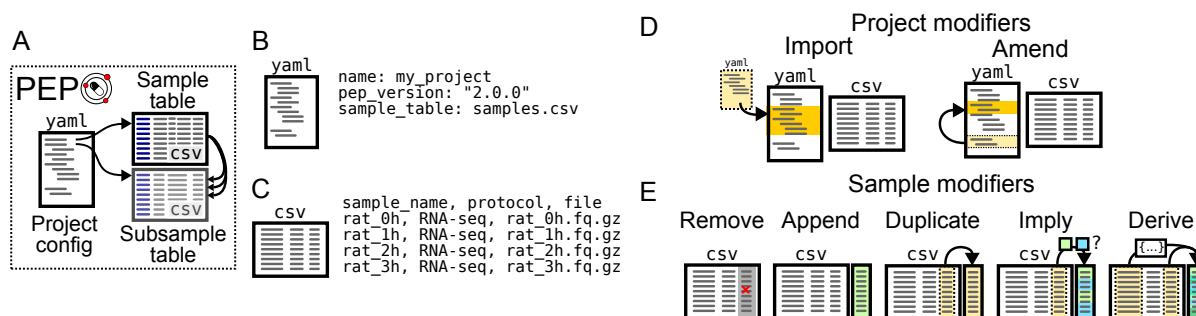 A
PEP
Sample
table
yaml
csv
csv
Project
config
Subsample
table
B
yaml
name: my_project
pep_version: "2.0.0"
sample_table: samples.csv
C
csv
sample_name, protocol, file
rat_0h, RNA-seq, rat_0h.fq.gz
rat_1h, RNA-seq, rat_1h.fq.gz
rat_2h, RNA-seq, rat_2h.fq.gz
rat_3h, RNA-seq, rat_3h.fq.gz
D
Project modifiers
Import
Amend
yaml
yaml
csv
yaml
csv
E
Sample modifiers
Remove
Append
Duplicate
Imply
Derive
csv
csv
csv
csv
?
{...}
csv